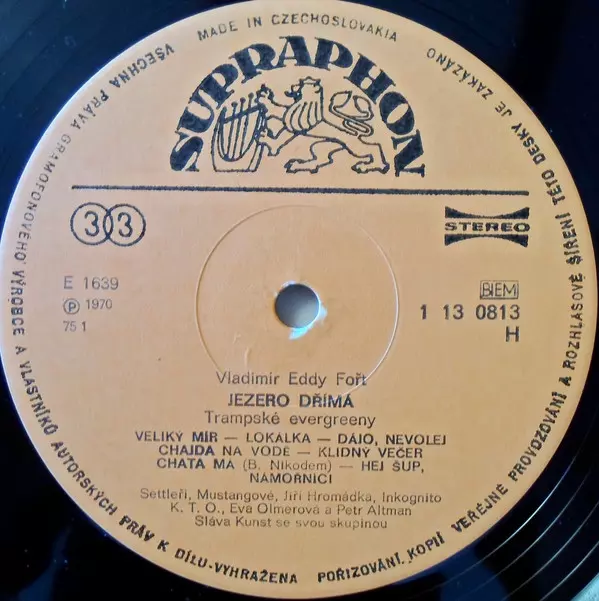 MADE IN CZECHOSLOVAKIA
VŠECHNA PRÁVA GRAMOFONOVÉHO VÝROBCE A VLASTNÍKŮ AUTORSKÝCH PRÁV K DÍLU-VYHRAŽENA
POŘIZOVÁNÍ KOPIÍ VEŘEJNÉ PROVOZOVÁNÍ A ROZHLASOVÉ ŠÍŘENÍ TÉTO DESKY JE ZAKÁZÁNO
SUPRAPHON
33
STEREO
E 1639
Ⓟ 1970
75 1
BIEM
1 13 0813
H
Vladimír Eddy Fořt
JEZERO DŘÍMÁ
Trampské evergreeny
VELIKÝ MÍR — LOKÁLKA — DÁJO, NEVOLEJ
CHAJDA NA VODĚ — KLIDNÝ VEČER
CHATA MÁ (B. Nikodem) — HEJ ŠUP,
NÁMOŘNÍCI
Settleři, Mustangové, Jiří Hromádka, Inkognito
K. T. O., Eva Olmerová a Petr Altman
Sláva Kunst se svou skupinou